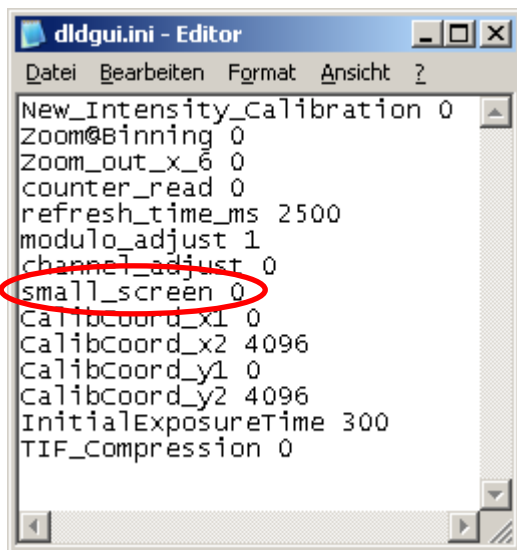 dldgui.ini - Editor
Datei Bearbeiten Format Ansicht ?
New_Intensity_Calibration 0
Zoom@Binning 0
Zoom_out_x_6 0
counter_read 0
refresh_time_ms 2500
modulo_adjust 1
channel_adjust 0
small_screen 0
CalibCoord_x1 0
CalibCoord_x2 4096
CalibCoord_y1 0
CalibCoord_y2 4096
InitialExposureTime 300
TIF_Compression 0